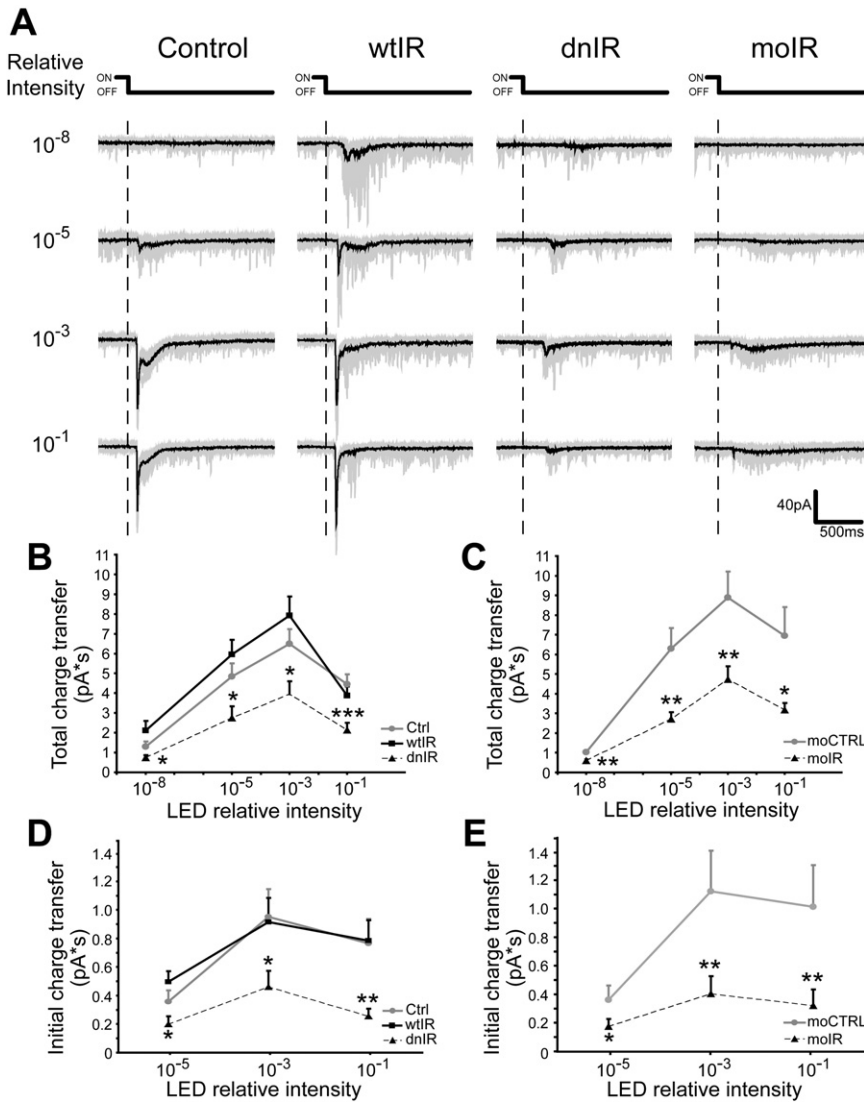 A
Control wtIR dnIR moIR
Relative
Intensity
ON
OFF
ON
OFF
ON
OFF
ON
OFF
10⁻⁸
10⁻⁵
10⁻³
10⁻¹
40pA
500ms
B
Total charge transfer
(pA*s)
11
10
9
8
7
6
5
4
3
2
1
0
* * * ***
Ctrl
wtIR
dnIR
10⁻⁸ 10⁻⁵ 10⁻³ 10⁻¹
LED relative intensity
C
Total charge transfer
(pA*s)
11
10
9
8
7
6
5
4
3
2
1
0
** ** ** *
moCTRL
moIR
10⁻⁸ 10⁻⁵ 10⁻³ 10⁻¹
LED relative intensity
D
Initial charge transfer
(pA*s)
1.4
1.2
1.0
0.8
0.6
0.4
0.2
0
* * **
Ctrl
wtIR
dnIR
10⁻⁵ 10⁻³ 10⁻¹
LED relative intensity
E
Initial charge transfer
(pA*s)
1.4
1.2
1.0
0.8
0.6
0.4
0.2
0
* ** **
moCTRL
moIR
10⁻⁵ 10⁻³ 10⁻¹
LED relative intensity